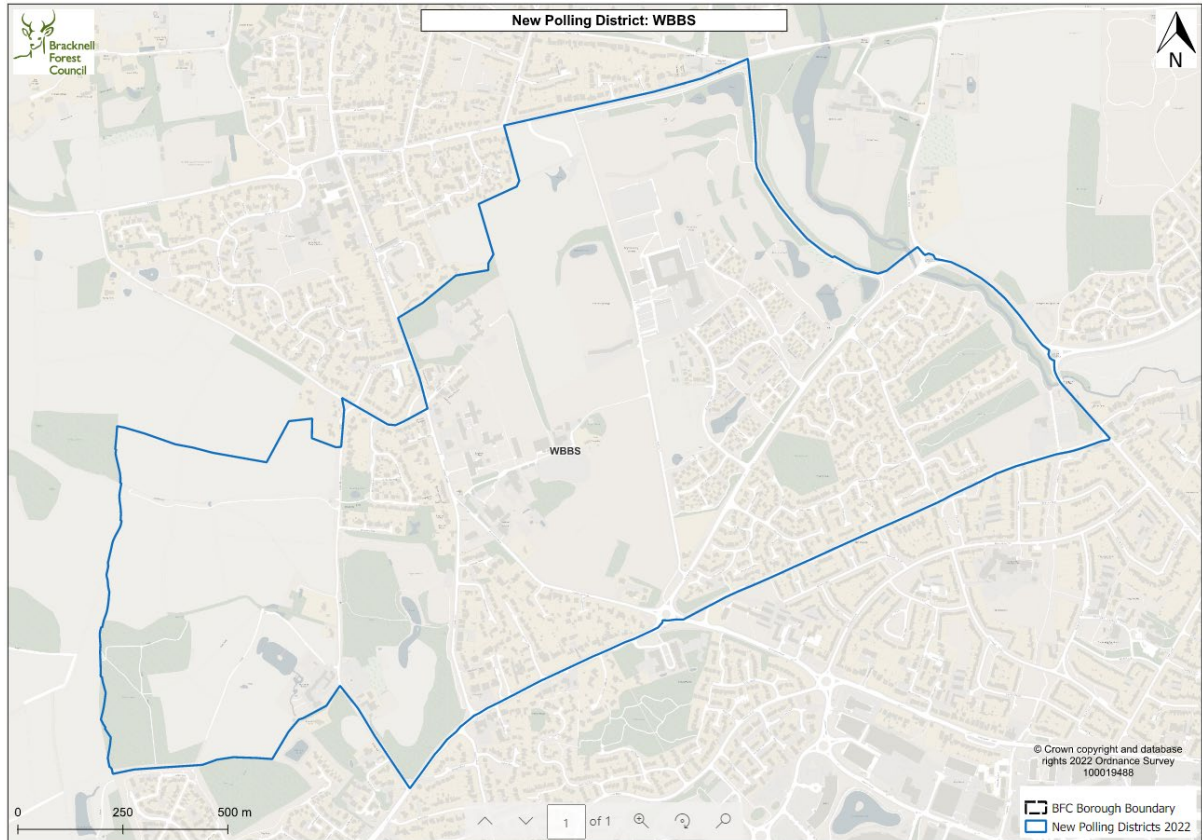 New Polling District: WBBS
Bracknell
Forest
Council
N
WBBS
© Crown copyright and database
rights 2022 Ordnance Survey
100019488
0
250
500 m
1
of 1
BFC Borough Boundary
New Polling Districts 2022